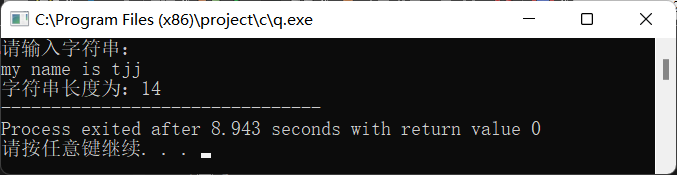 C:\Program Files (x86)\project\c\q.exe
请输入字符串:
my name is tjj
字符串长度为: 14
--------------------------------
Process exited after 8.943 seconds with return value 0
请按任意键继续. . .